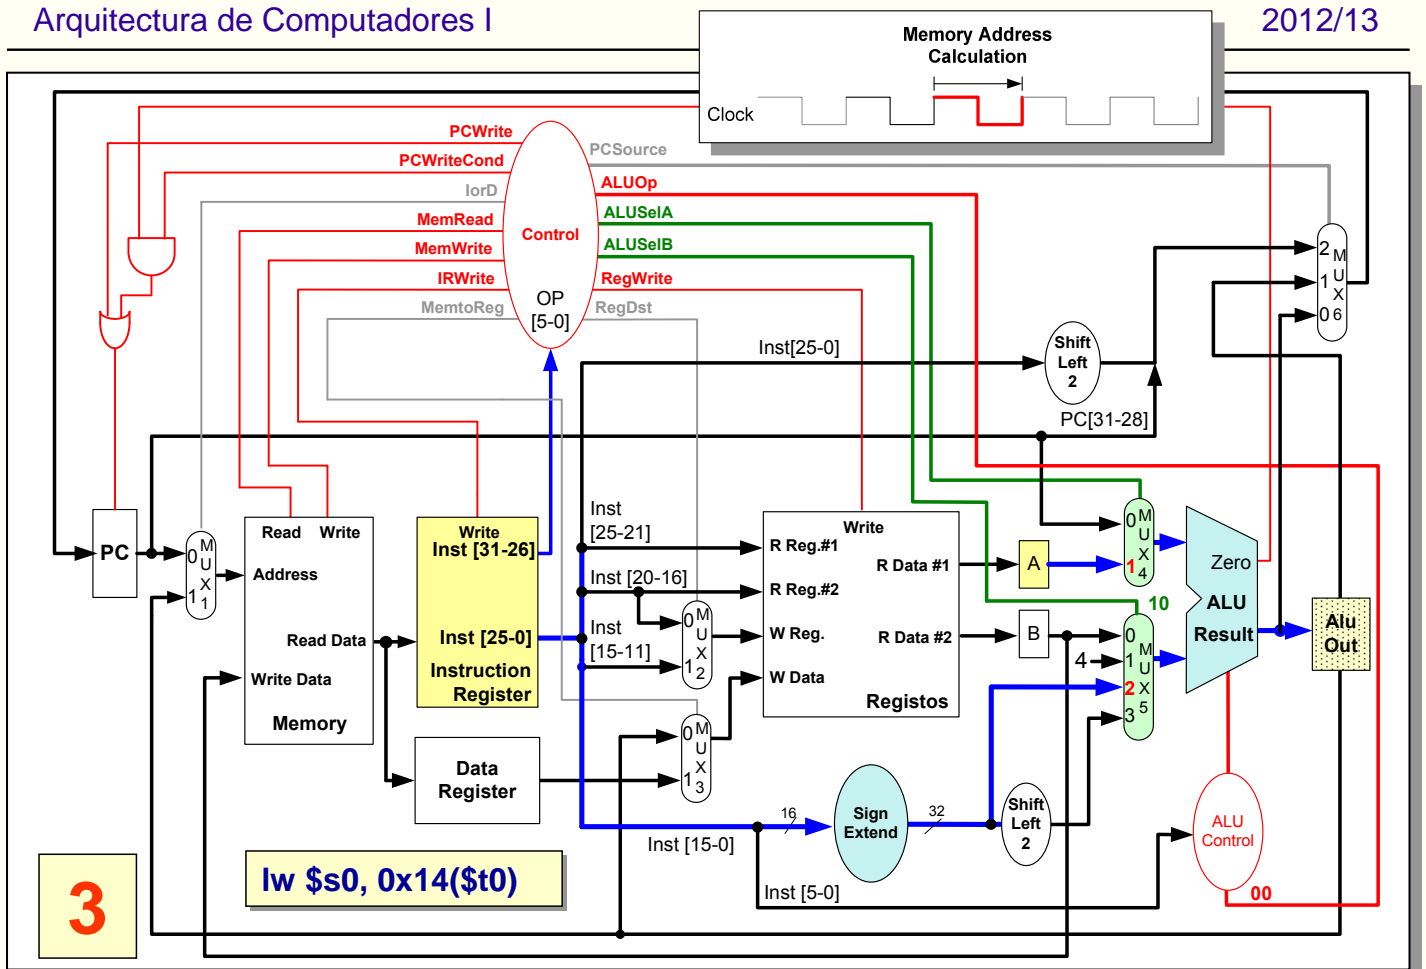 Arquitectura de Computadores I
2012/13
Memory Address
Calculation
Clock
PCWrite
PCWriteCond
IorD
MemRead
MemWrite
IRWrite
MemtoReg
Control
OP
[5-0]
PCSource
ALUOp
ALUSelA
ALUSelB
RegWrite
RegDst
2
1
0
M
U
X
6
Inst[25-0]
Shift
Left
2
PC[31-28]
PC
0
1
M
U
X
1
Read Write
Address
Read Data
Write Data
Memory
Write
Inst [31-26]
Inst [25-0]
Instruction
Register
Data
Register
Inst
[25-21]
Inst [20-16]
Inst
[15-11]
0
1
M
U
X
2
0
1
M
U
X
3
Write
R Reg.#1
R Reg.#2
W Reg.
W Data
R Data #1
R Data #2
Registos
A
B
4
0
1
M
U
X
4
10
0
1
2
3
M
U
X
5
Zero
ALU
Result
Alu
Out
16
Sign
Extend
32
Shift
Left
2
ALU
Control
00
Inst [15-0]
Inst [5-0]
3
lw $s0, 0x14($t0)